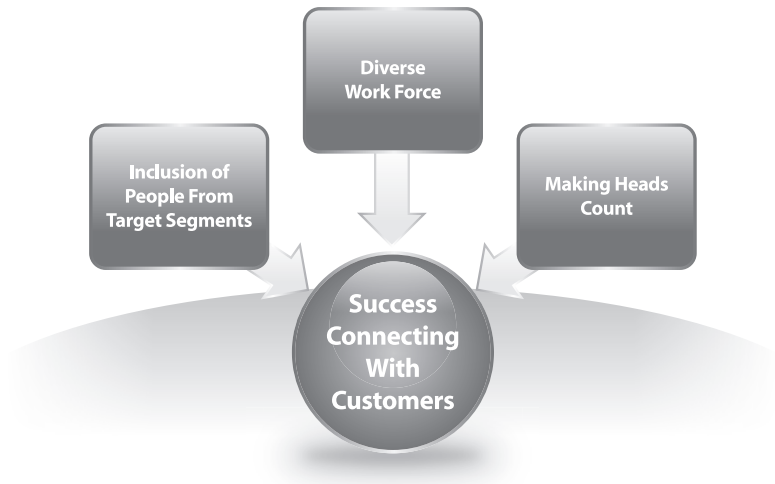 Diverse
Work Force
Inclusion of
People From
Target Segments
Making Heads
Count
Success
Connecting
With
Customers